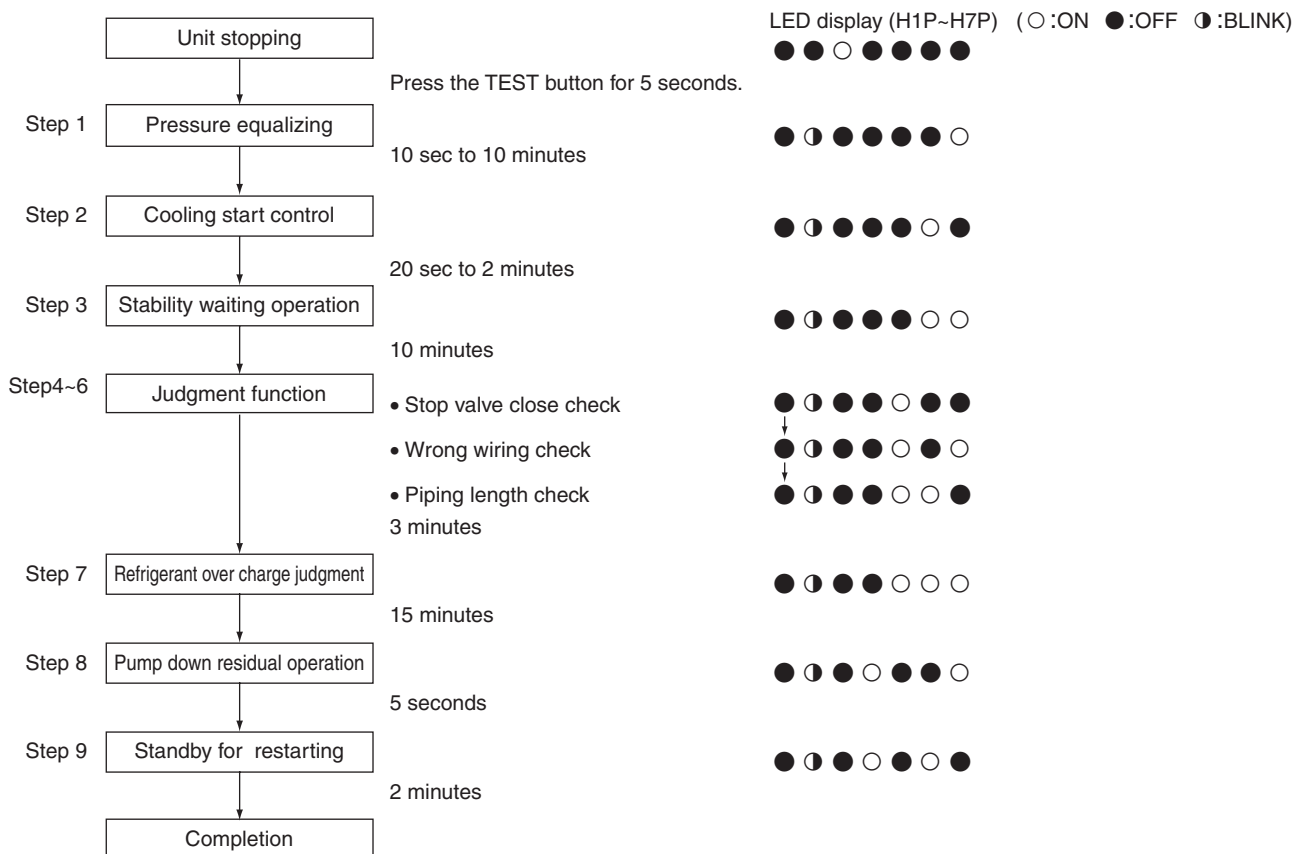 LED display (H1P~H7P) (○:ON ●:OFF ◑:BLINK)
Unit stopping
Press the TEST button for 5 seconds.
Step 1 Pressure equalizing
10 sec to 10 minutes
Step 2 Cooling start control
20 sec to 2 minutes
Step 3 Stability waiting operation
10 minutes
Step4~6 Judgment function
• Stop valve close check
• Wrong wiring check
• Piping length check
3 minutes
Step 7 Refrigerant over charge judgment
15 minutes
Step 8 Pump down residual operation
5 seconds
Step 9 Standby for restarting
2 minutes
Completion